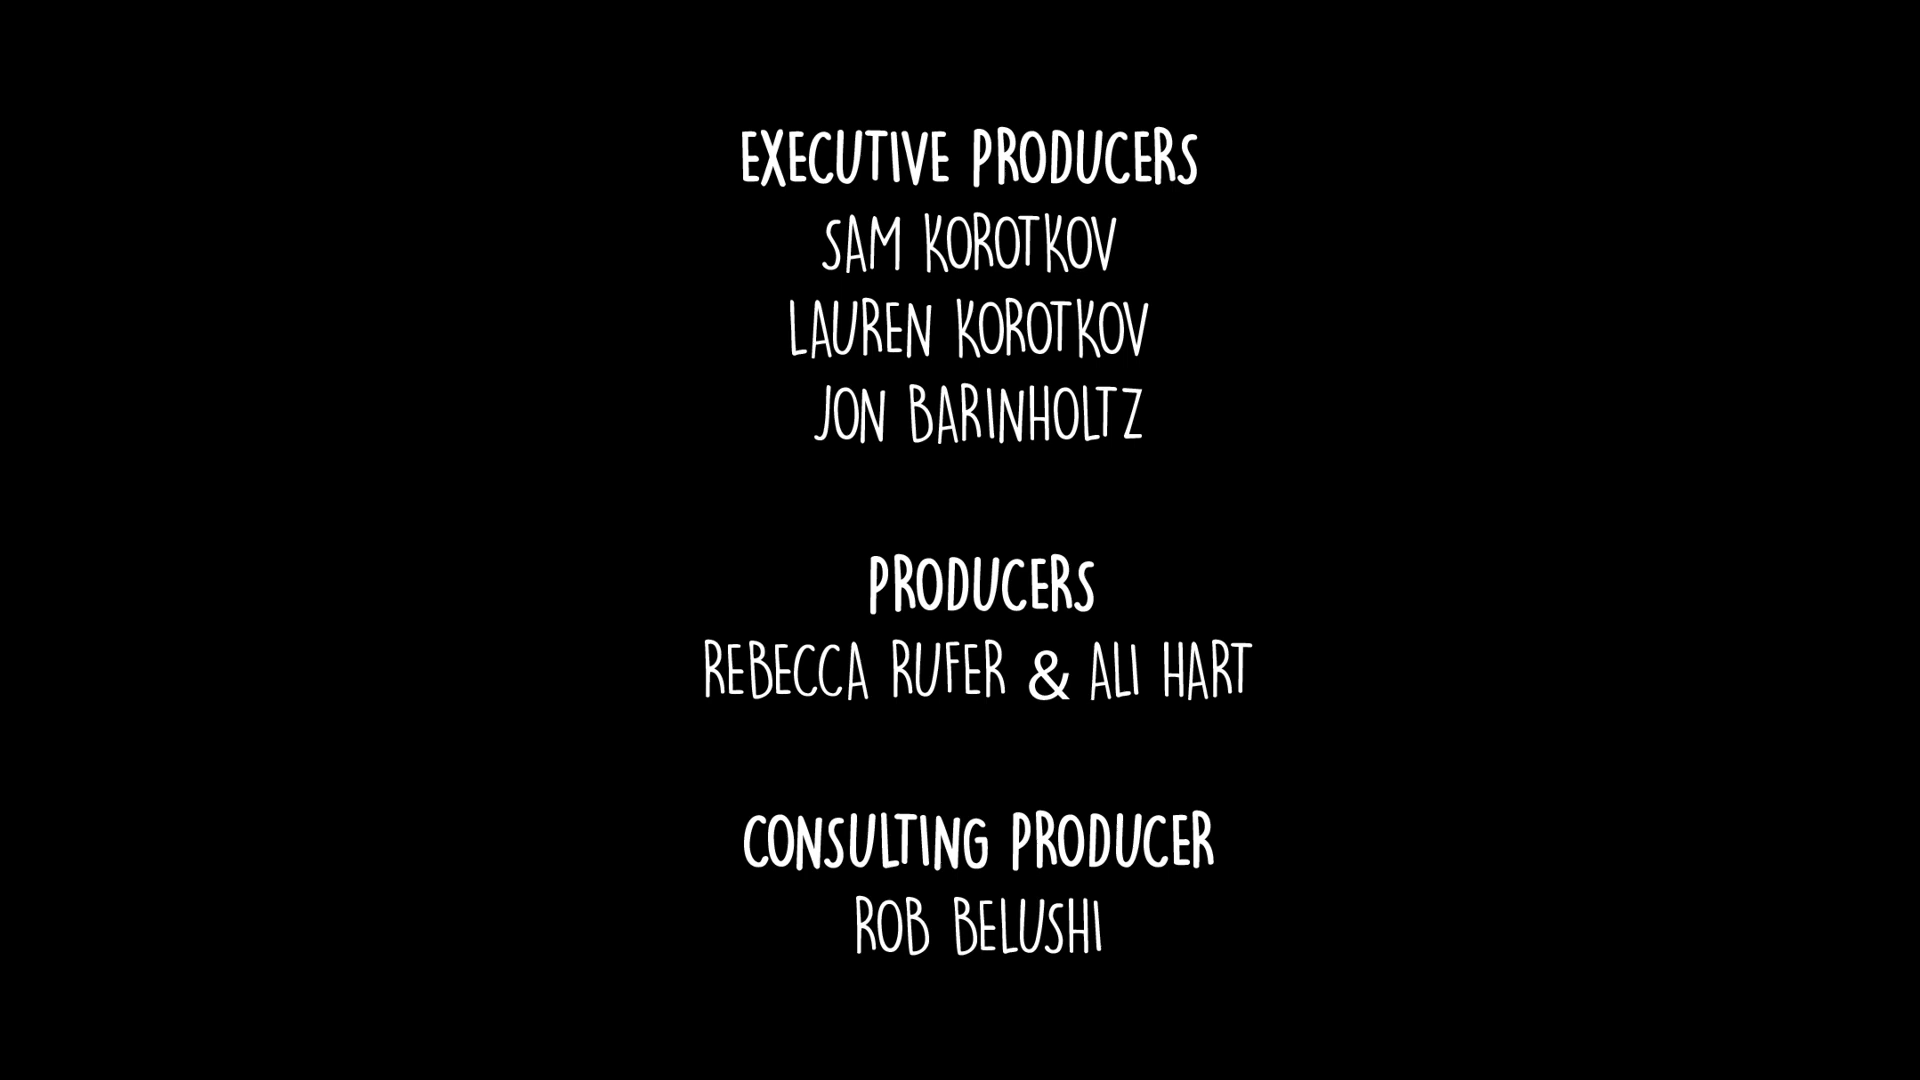 EXECUTIVE PRODUCERS
SAM KOROTKOV
LAUREN KOROTKOV
JON BARINHOLTZ
PRODUCERS
REBECCA RUFER & ALI HART
CONSULTING PRODUCER
ROB BELUSHI